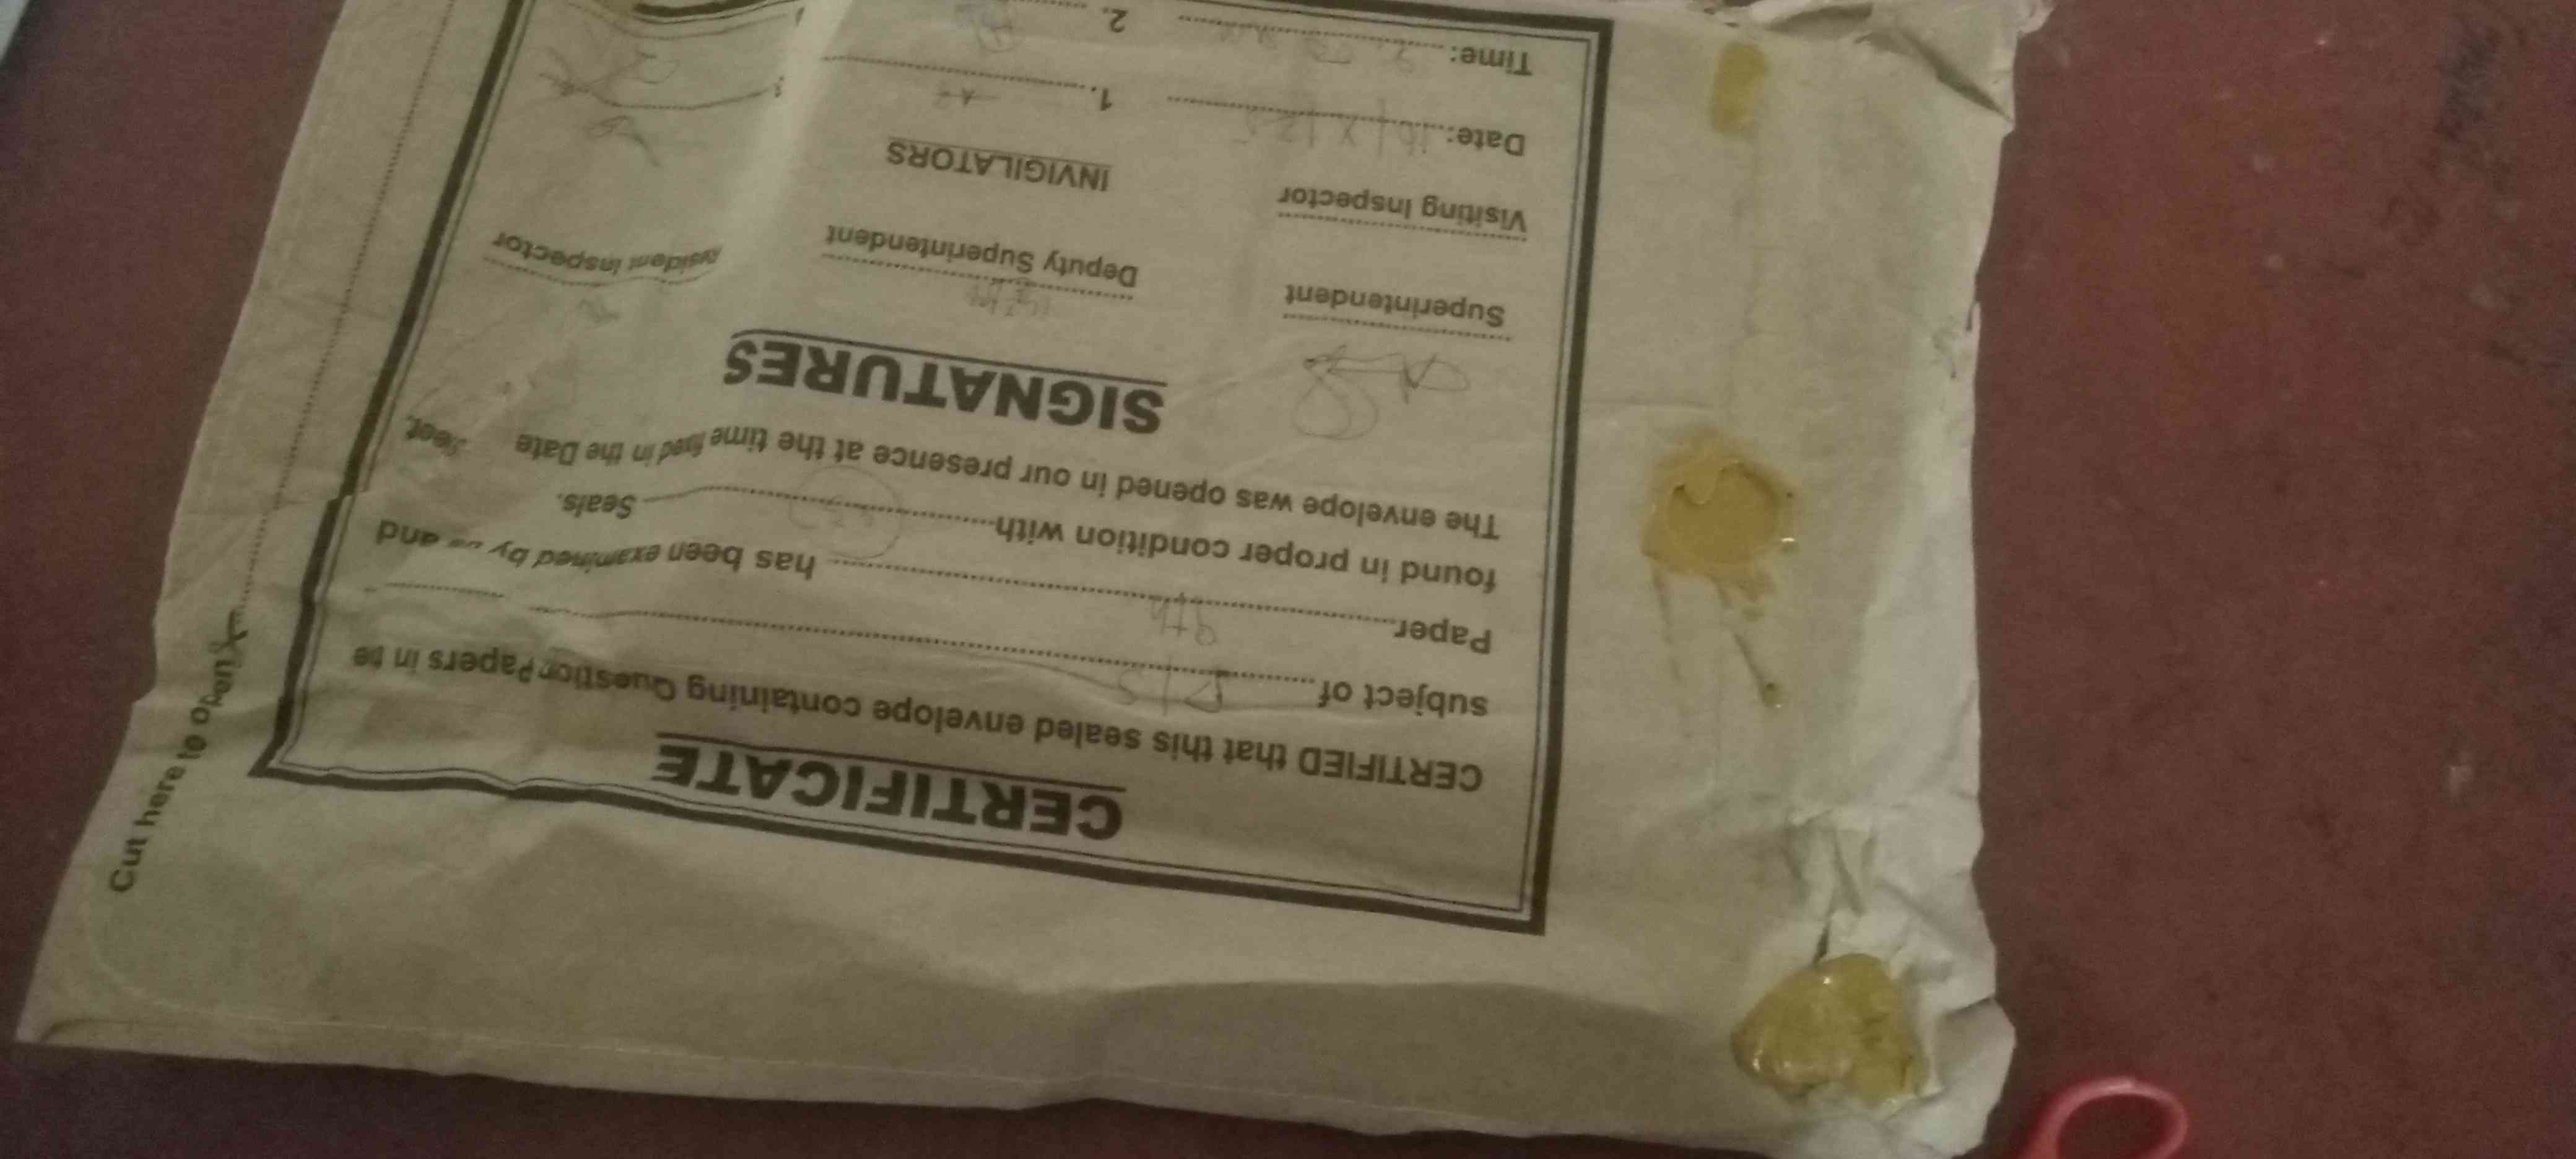 CERTIFICATE
CERTIFIED that this sealed envelope containing Question Papers in the
subject of P/S
Paper 9th has been examined by us and
found in proper condition with Seals.
The envelope was opened in our presence at the time fixed in the Date Sheet.
SIGNATURES
Superintendent
Deputy Superintendent
Resident Inspector
Visiting Inspector
INVIGILATORS
Date:
1.
Time:
2.
Cut here to open